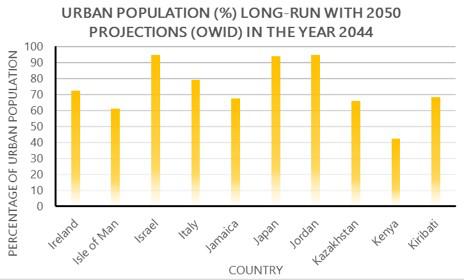 URBAN POPULATION (%) LONG-RUN WITH 2050
PROJECTIONS (OWID) IN THE YEAR 2044
PERCENTAGE OF URBAN POPULATION
100
90
80
70
60
50
40
30
20
10
0
Ireland
Isle of Man
Israel
Italy
Jamaica
Japan
Jordan
Kazakhstan
Kenya
Kiribati
COUNTRY